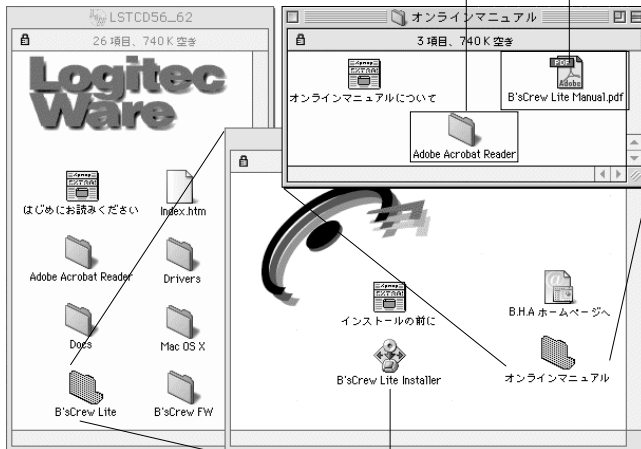 LSTCD56_62
26 項目、740 K 空き
Logitec
Ware
はじめにお読みください
Index.htm
Adobe Acrobat Reader
Drivers
Docs
Mac OS X
B'sCrew Lite
B'sCrew FW
オンラインマニュアル
3 項目、740 K 空き
オンラインマニュアルについて
PDF
Adobe
B'sCrew Lite Manual.pdf
Adobe Acrobat Reader
インストールの前に
B.H.A ホームページへ
B'sCrew Lite Installer
オンラインマニュアル